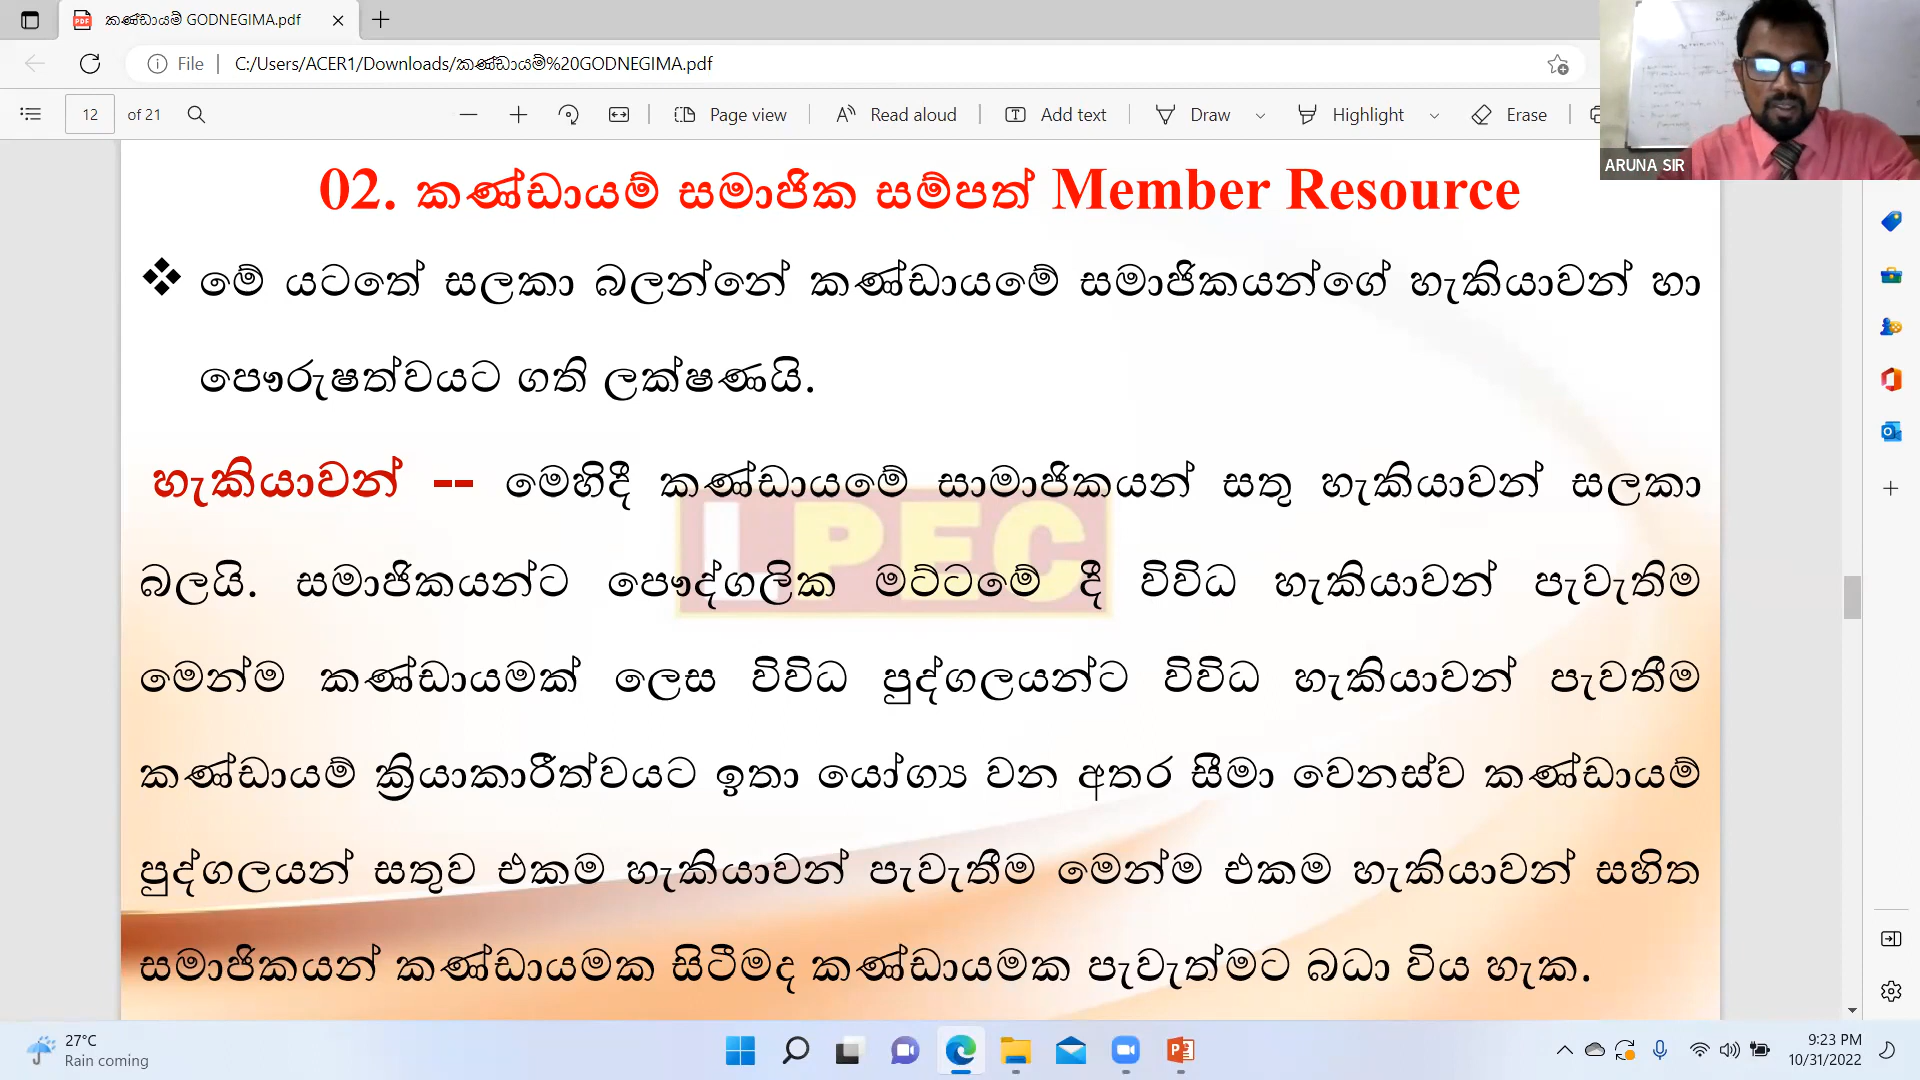 කණ්ඩායම් GODNEGIMA.pdf
File C:/Users/ACER1/Downloads/කණ්ඩායම්%20GODNEGIMA.pdf
12 of 21 Page view Read aloud Add text Draw Highlight Erase
ARUNA SIR
02. කණ්ඩායම් සමාජික සම්පත් Member Resource
❖ මේ යටතේ සලකා බලන්නේ කණ්ඩායමේ සමාජිකයන්ගේ හැකියාවන් හා
පෞරුෂත්වයට ගති ලක්ෂණයි.
හැකියාවන් -- මෙහිදී කණ්ඩායමේ සාමාජිකයන් සතු හැකියාවන් සලකා
බලයි. සමාජිකයන්ට පෞද්ගලික මට්ටමේ දී විවිධ හැකියාවන් පැවැතිම
මෙන්ම කණ්ඩායමක් ලෙස විවිධ පුද්ගලයන්ට විවිධ හැකියාවන් පැවතීම
කණ්ඩායම් ක්‍රියාකාරීත්වයට ඉතා යෝග්‍ය වන අතර සීමා වෙනස්ව කණ්ඩායම්
පුද්ගලයන් සතුව එකම හැකියාවන් පැවැතීම මෙන්ම එකම හැකියාවන් සහිත
සමාජිකයන් කණ්ඩායමක සිටීමද කණ්ඩායමක පැවැත්මට බධා විය හැක.
LPEC
27°C
Rain coming
9:23 PM
10/31/2022